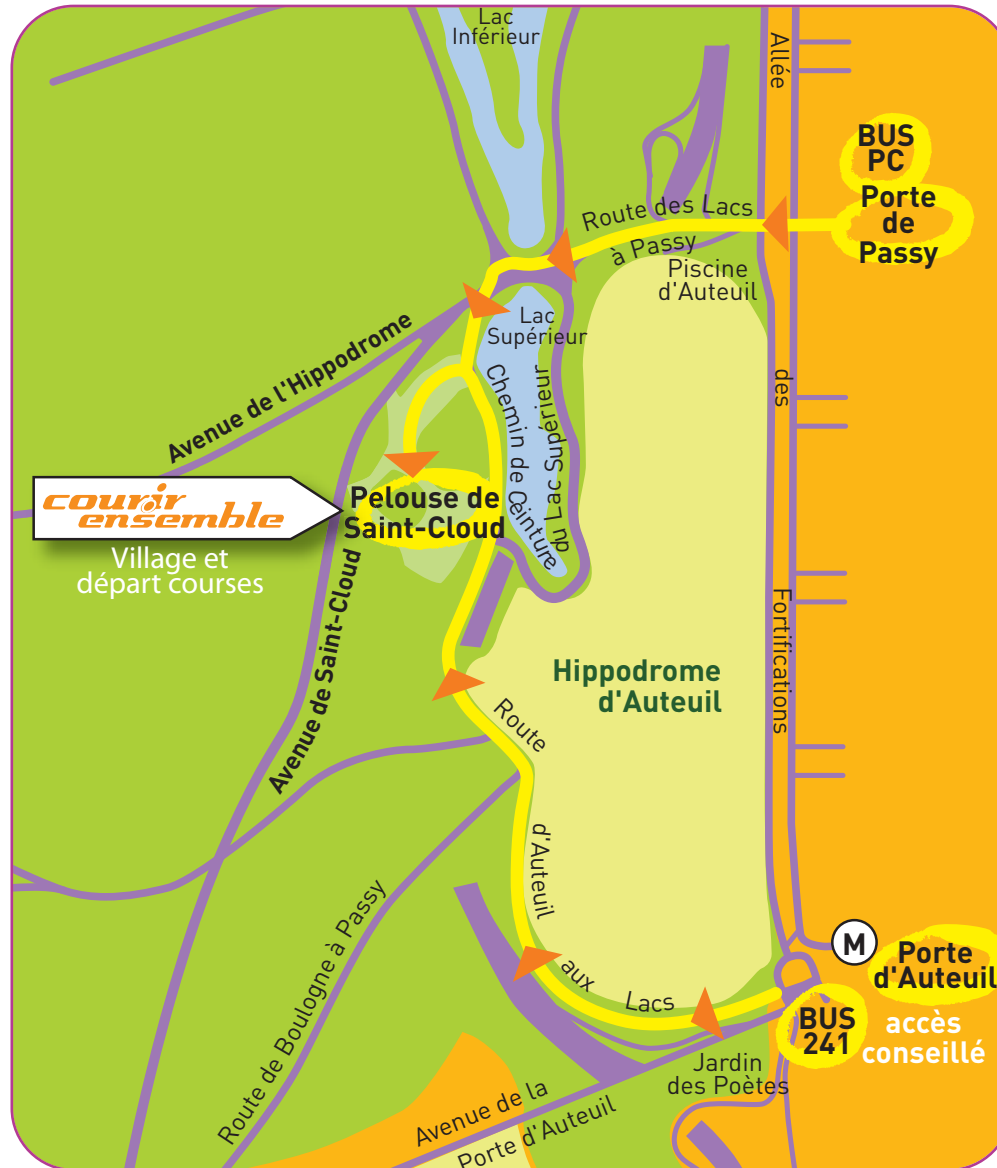 Lac
Inférieur
Allée
des
Fortifications
BUS
PC
Porte
de
Passy
Route des Lacs
à Passy
Piscine
d'Auteuil
Lac
Supérieur
Chemin de Ceinture
du Lac Supérieur
Avenue de l'Hippodrome
courir
ensemble
Village et
départ courses
Pelouse de
Saint-Cloud
Avenue de Saint-Cloud
Hippodrome
d'Auteuil
Route
d'Auteuil
aux
Lacs
Route de Boulogne à Passy
M
Porte
d'Auteuil
accès
conseillé
BUS
241
Jardin
des Poètes
Avenue de la
Porte d'Auteuil